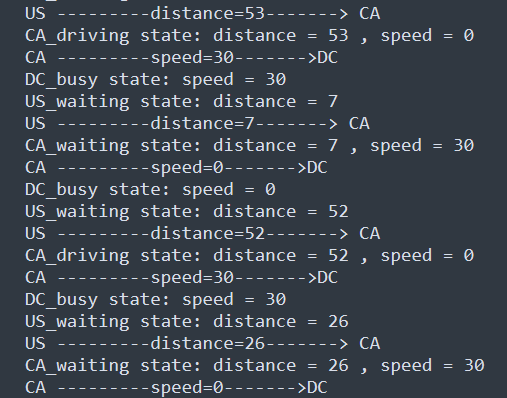 US ---------distance=53-------> CA
CA_driving state: distance = 53 , speed = 0
CA ---------speed=30------->DC
DC_busy state: speed = 30
US_waiting state: distance = 7
US ---------distance=7-------> CA
CA_waiting state: distance = 7 , speed = 30
CA ---------speed=0------->DC
DC_busy state: speed = 0
US_waiting state: distance = 52
US ---------distance=52-------> CA
CA_driving state: distance = 52 , speed = 0
CA ---------speed=30------->DC
DC_busy state: speed = 30
US_waiting state: distance = 26
US ---------distance=26-------> CA
CA_waiting state: distance = 26 , speed = 30
CA ---------speed=0------->DC